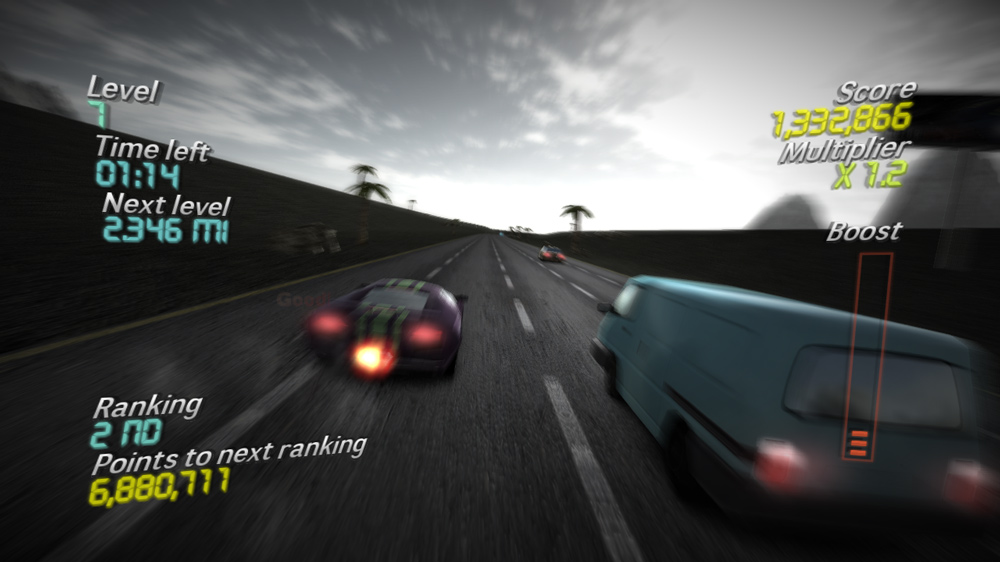 Level
7
Time left
01:14
Next level
2.346 MI
Ranking
2 ND
Points to next ranking
6,880,711
Score
1,332,866
Multiplier
X 1.2
Boost